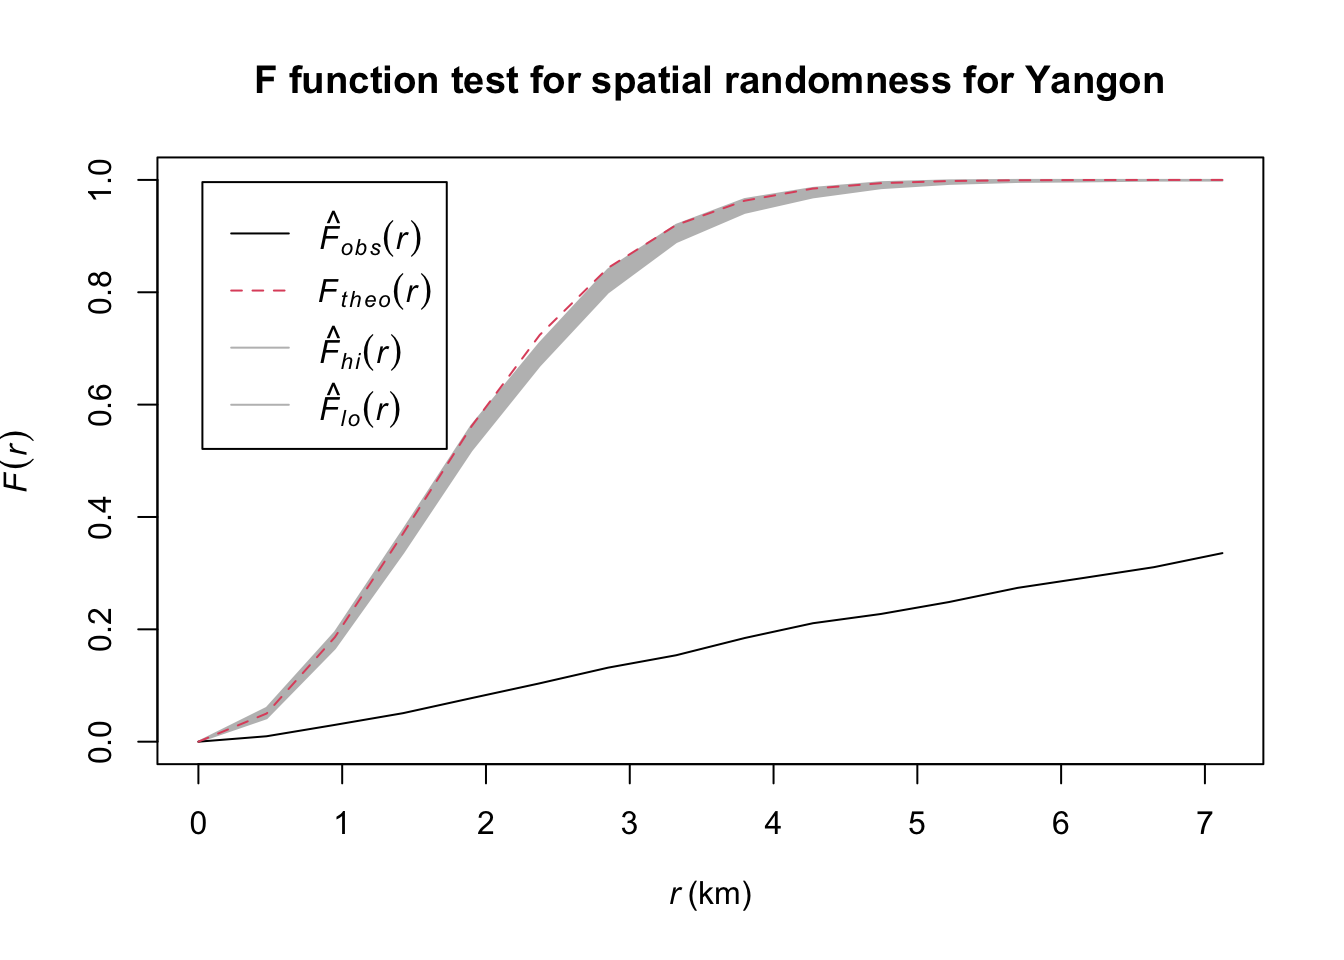 F function test for spatial randomness for Yangon
F̂obs(r)
Ftheo(r)
F̂hi(r)
F̂lo(r)
F(r)
1.0
0.8
0.6
0.4
0.2
0.0
0 1 2 3 4 5 6 7
r (km)